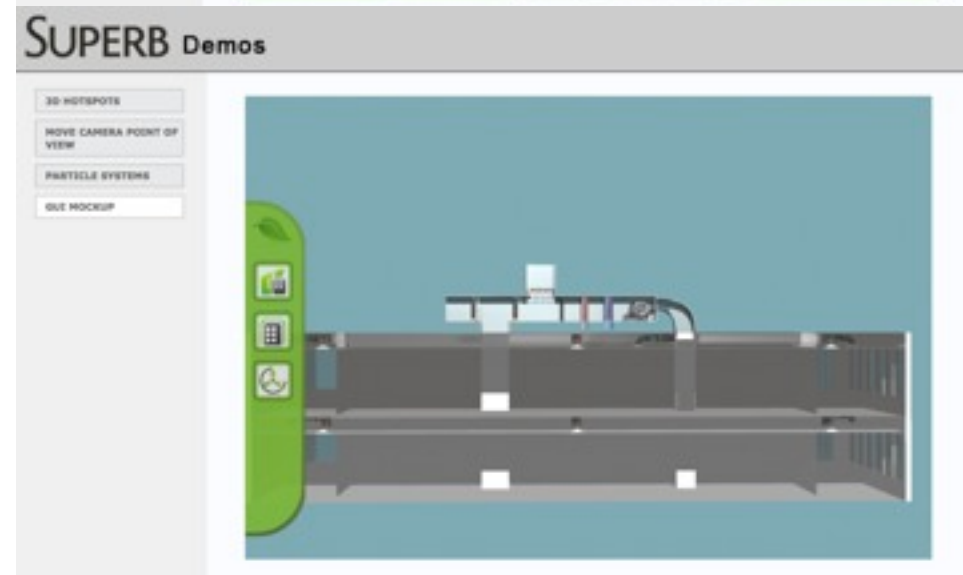 SUPERB Demos
3D HOTSPOTS
MOVE CAMERA POINT OF
VIEW
PARTICLE SYSTEMS
GUI MOCKUP